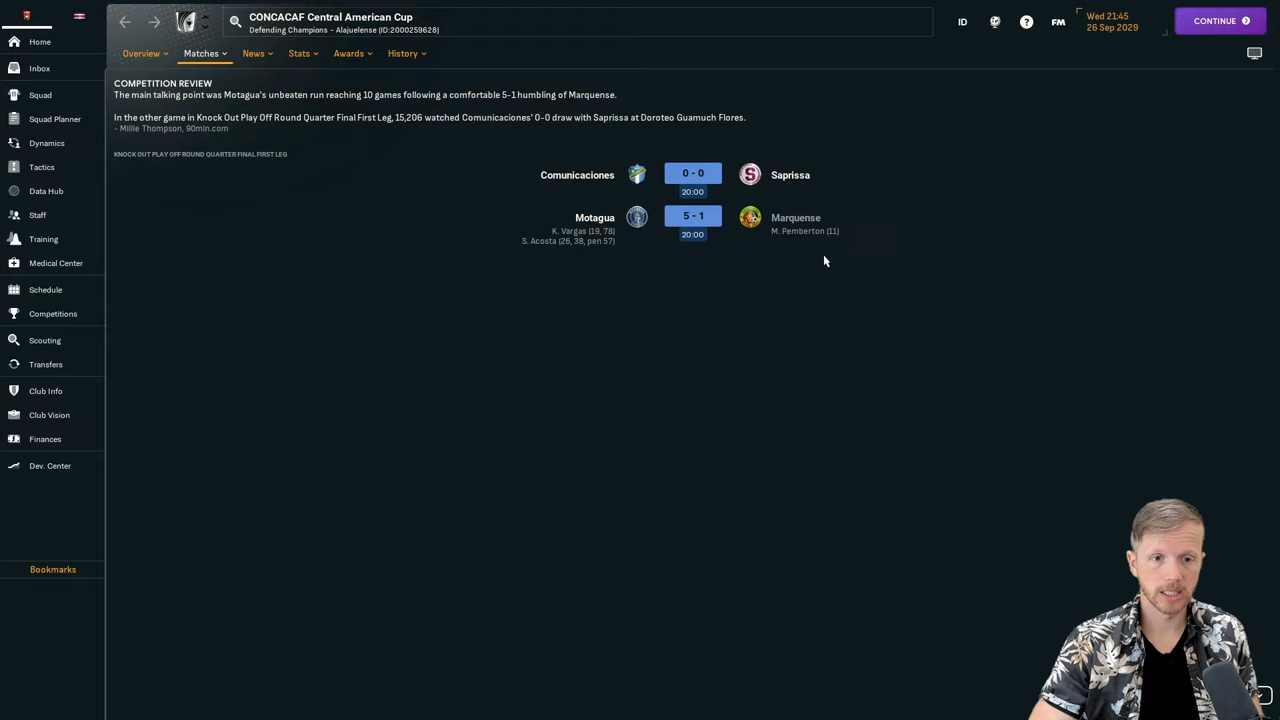 CONCACAF Central American Cup
Defending Champions - Alajuelense (ID:2000259628)
ID
?
FM
Wed 21:45
26 Sep 2029
CONTINUE
Overview
Matches
News
Stats
Awards
History
Home
Inbox
Squad
Squad Planner
Dynamics
Tactics
Data Hub
Staff
Training
Medical Center
Schedule
Competitions
Scouting
Transfers
Club Info
Club Vision
Finances
Dev. Center
Bookmarks
COMPETITION REVIEW
The main talking point was Motagua's unbeaten run reaching 10 games following a comfortable 5-1 humbling of Marquense.
In the other game in Knock Out Play Off Round Quarter Final First Leg, 15,206 watched Comunicaciones' 0-0 draw with Saprissa at Doroteo Guamuch Flores.
- Millie Thompson, 90min.com
KNOCK OUT PLAY OFF ROUND QUARTER FINAL FIRST LEG
Comunicaciones 0 - 0 S Saprissa
20:00
Motagua 5 - 1 Marquense
K. Vargas (19, 78) 20:00 M. Pemberton (11)
S. Acosta (26, 38, pen 57)